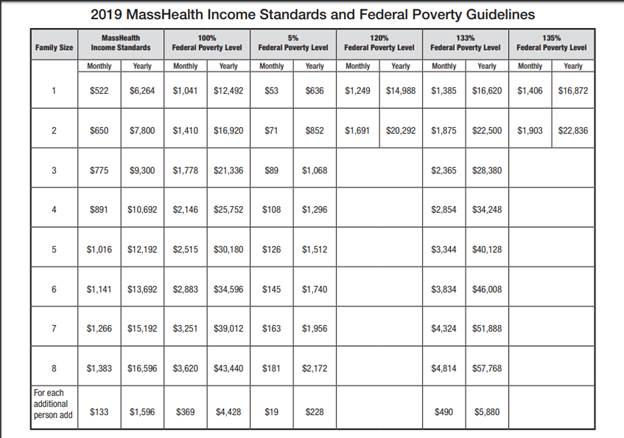 2019 MassHealth Income Standards and Federal Poverty Guidelines
Family Size MassHealth Income Standards 100% Federal Poverty Level 5% Federal Poverty Level 120% Federal Poverty Level 133% Federal Poverty Level 135% Federal Poverty Level
Monthly Yearly Monthly Yearly Monthly Yearly Monthly Yearly Monthly Yearly Monthly Yearly
1 $522 $6,264 $1,041 $12,492 $53 $636 $1,249 $14,988 $1,385 $16,620 $1,406 $16,872
2 $650 $7,800 $1,410 $16,920 $71 $852 $1,691 $20,292 $1,875 $22,500 $1,903 $22,836
3 $775 $9,300 $1,778 $21,336 $89 $1,068 $2,365 $28,380
4 $891 $10,692 $2,146 $25,752 $108 $1,296 $2,854 $34,248
5 $1,016 $12,192 $2,515 $30,180 $126 $1,512 $3,344 $40,128
6 $1,141 $13,692 $2,883 $34,596 $145 $1,740 $3,834 $46,008
7 $1,266 $15,192 $3,251 $39,012 $163 $1,956 $4,324 $51,888
8 $1,383 $16,596 $3,620 $43,440 $181 $2,172 $4,814 $57,768
For each
additional
person add $133 $1,596 $369 $4,428 $19 $228 $490 $5,880